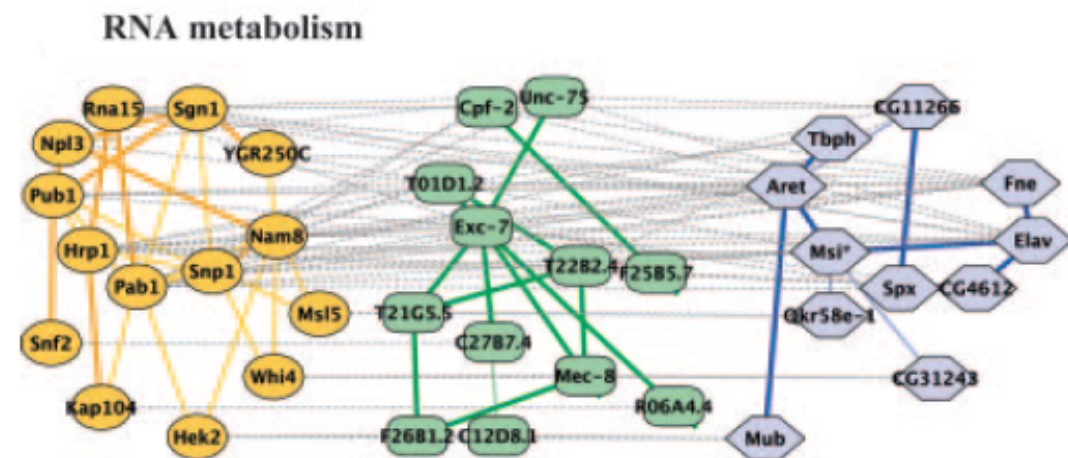 RNA metabolism
Rna15 Sgn1 Cpf-2 Unc-75 CG11266
Npl3 YGR250C Tbph
Pub1 T01D1.2 Aret Fne
Hrp1 Nam8 Exc-7 Msi* Elav
Pab1 Snp1 T22B2.4 F25B5.7 Spx CG4612
Snf2 Msl5 T21G5.5 C27B7.4 Qkr58e-1
Kap104 Whi4 Mec-8 R06A4.4 CG31243
Hek2 F26B1.2 C12D8.1 Mub